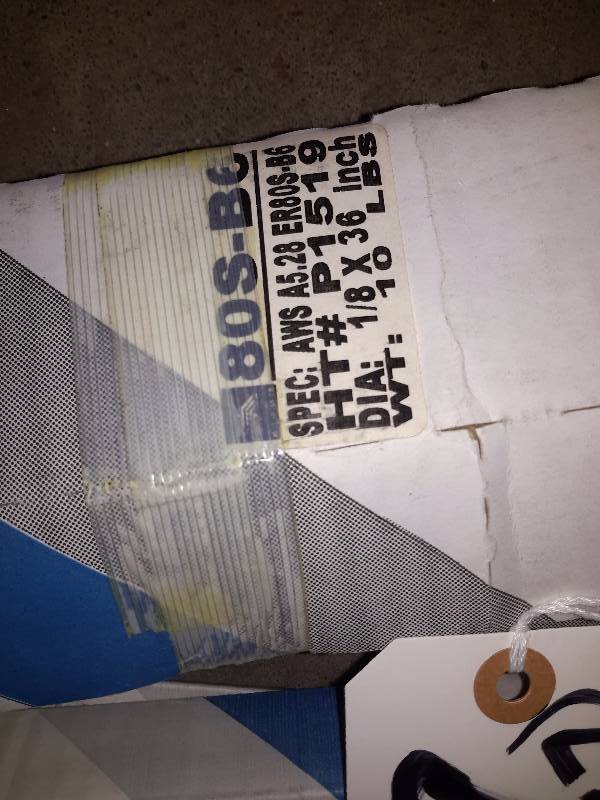 80S-B6
SPEC: AWS A5.28 ER80S-B6
HT# P1519
DIA: 1/8 X 36 inch
WT: 10 LBS